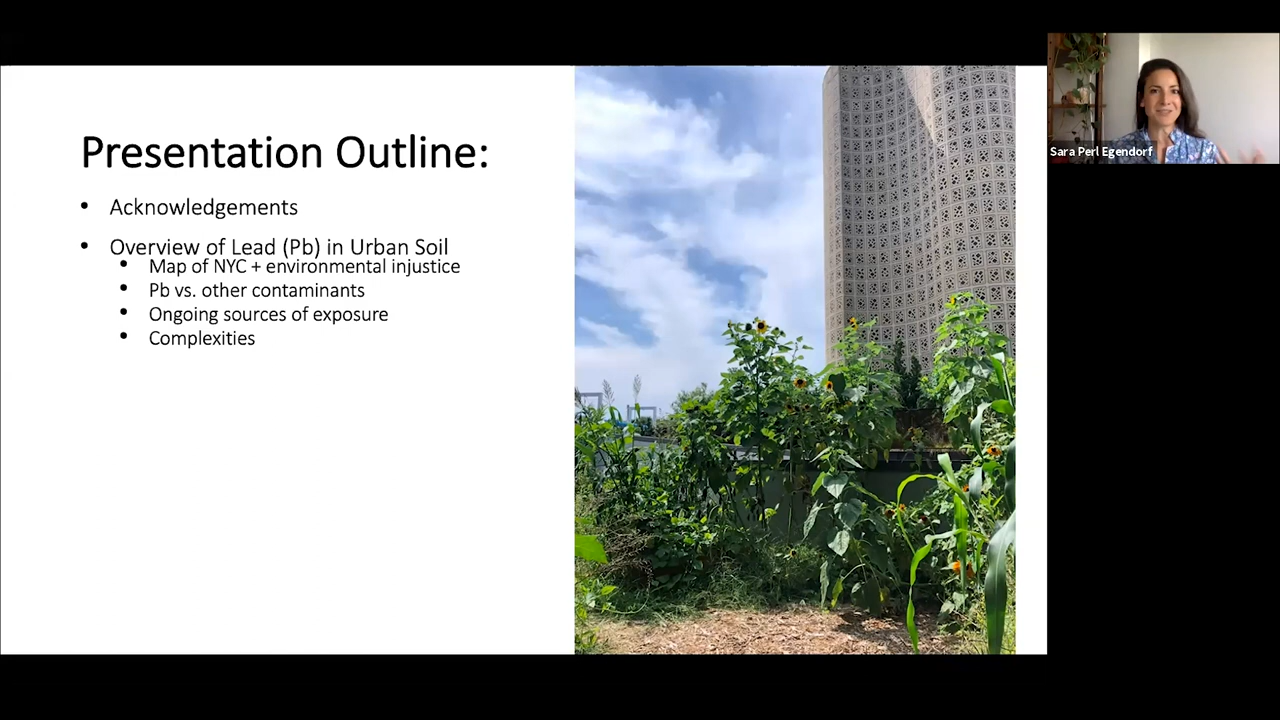 Presentation Outline:
• Acknowledgements
• Overview of Lead (Pb) in Urban Soil
• Map of NYC + environmental injustice
• Pb vs. other contaminants
• Ongoing sources of exposure
• Complexities
Sara Perl Egendorf